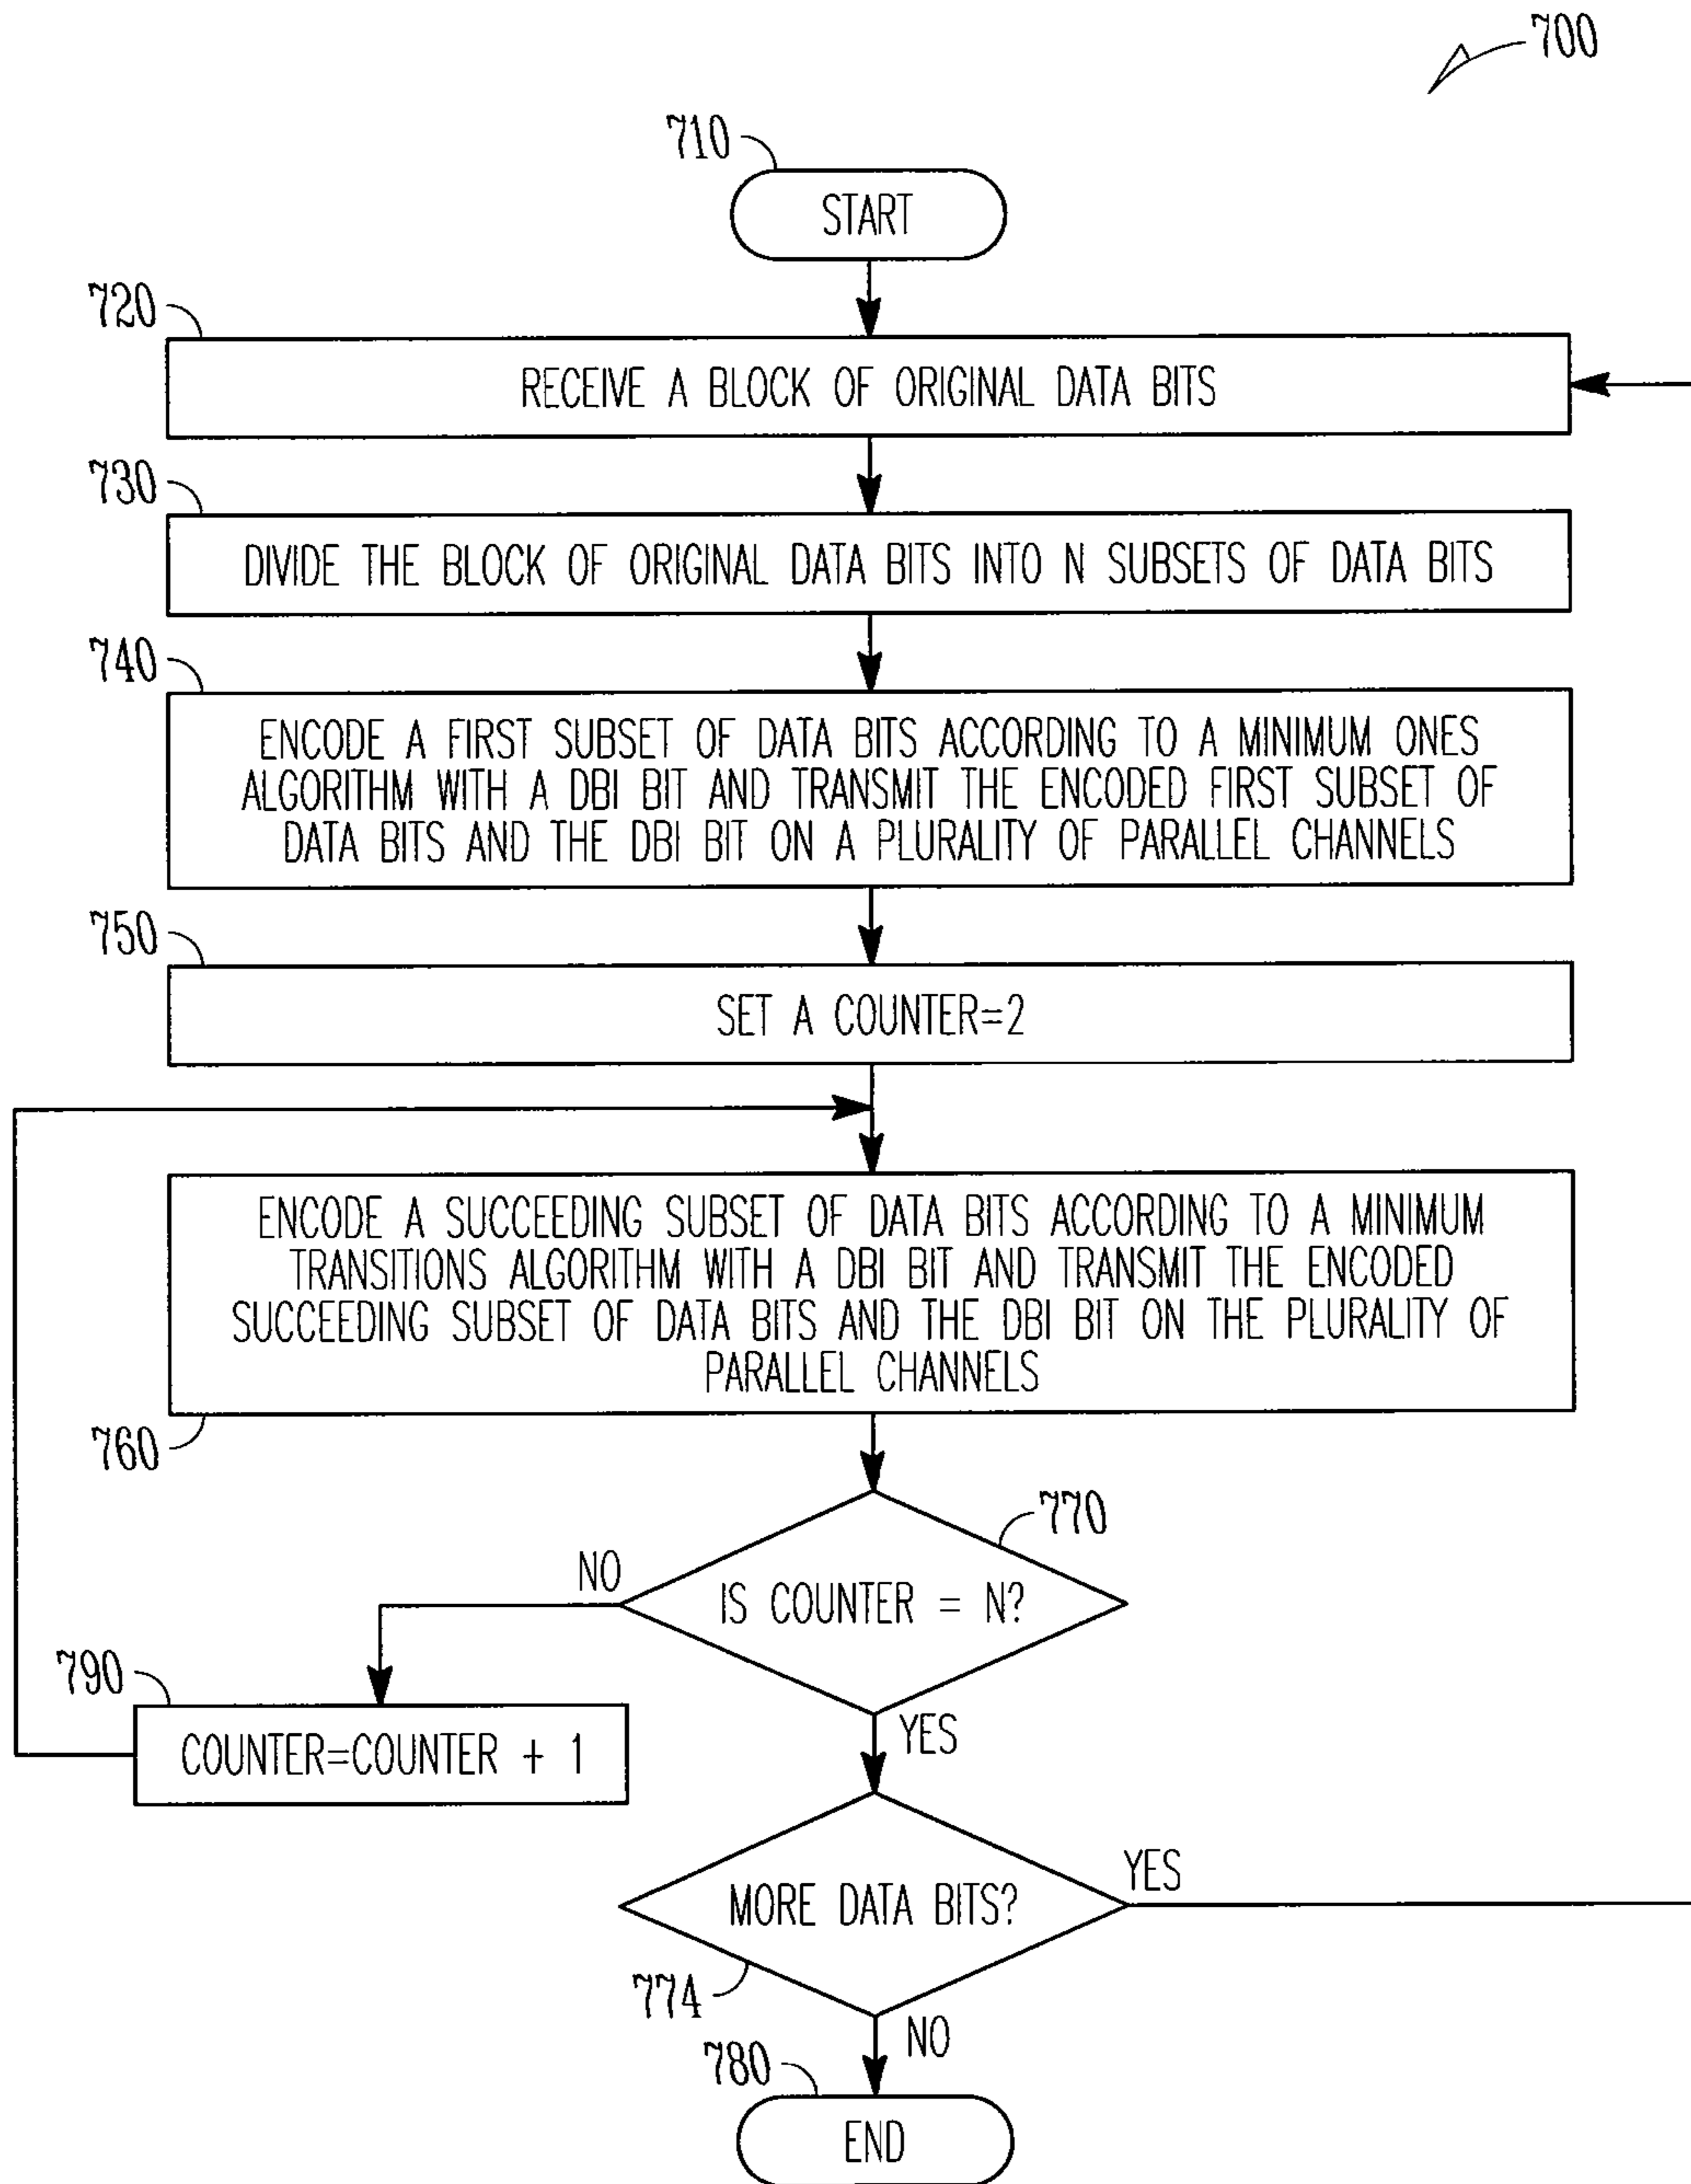 700
710
START
720
RECEIVE A BLOCK OF ORIGINAL DATA BITS
730
DIVIDE THE BLOCK OF ORIGINAL DATA BITS INTO N SUBSETS OF DATA BITS
740
ENCODE A FIRST SUBSET OF DATA BITS ACCORDING TO A MINIMUM ONES
ALGORITHM WITH A DBI BIT AND TRANSMIT THE ENCODED FIRST SUBSET OF
DATA BITS AND THE DBI BIT ON A PLURALITY OF PARALLEL CHANNELS
750
SET A COUNTER=2
ENCODE A SUCCEEDING SUBSET OF DATA BITS ACCORDING TO A MINIMUM
TRANSITIONS ALGORITHM WITH A DBI BIT AND TRANSMIT THE ENCODED
SUCCEEDING SUBSET OF DATA BITS AND THE DBI BIT ON THE PLURALITY OF
PARALLEL CHANNELS
760
770
NO
IS COUNTER = N?
790
COUNTER=COUNTER + 1
YES
YES
MORE DATA BITS?
774
NO
780
END